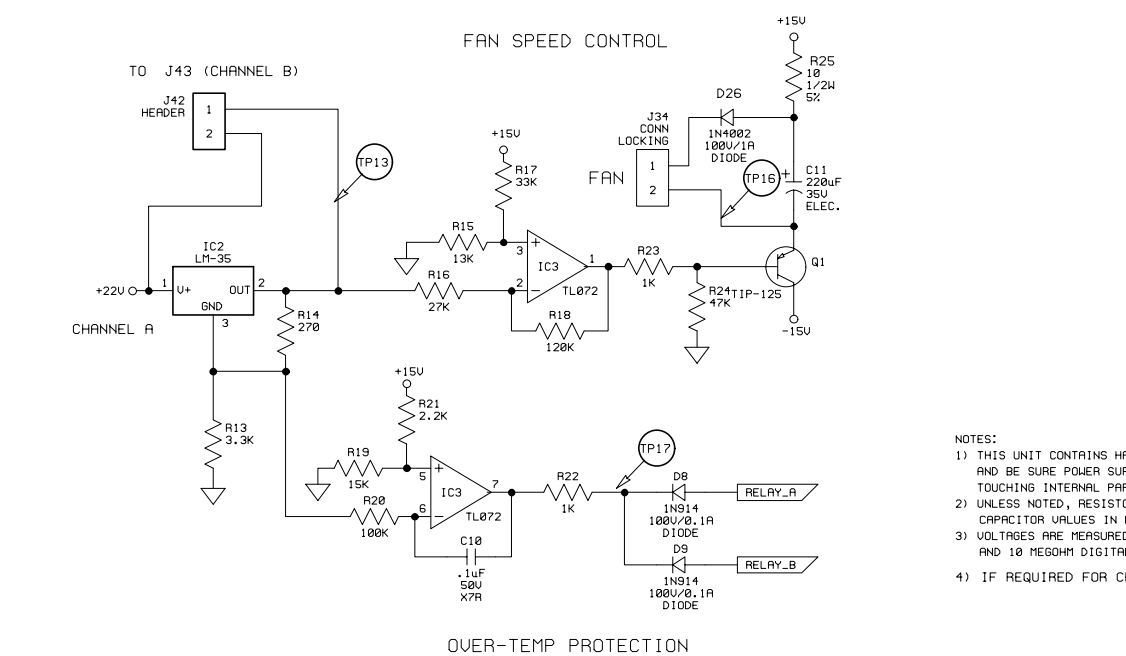 FAN SPEED CONTROL
+15V
R25
10
1/2W
5%
TO J43 (CHANNEL B)
J42
HEADER
1
2
D26
1N4002
100V/1A
DIODE
J34
CONN
LOCKING
1
2
FAN
TP16
+
C11
220uF
35V
ELEC.
+15V
R17
33K
TP13
R15
13K
3
+
IC3
1
2
-
TL072
R23
1K
Q1
TIP-125
R24
47K
-15V
IC2
LM-35
+22V
1
V+
OUT
2
GND
3
R16
27K
R18
120K
R14
270
CHANNEL A
+15V
R21
2.2K
R13
3.3K
R19
15K
5
+
IC3
7
6
-
TL072
R20
100K
C10
.1uF
50V
X7R
R22
1K
TP17
D8
1N914
100V/0.1A
DIODE
RELAY_A
D9
1N914
100V/0.1A
DIODE
RELAY_B
NOTES:
1) THIS UNIT CONTAINS HA
AND BE SURE POWER SUP
TOUCHING INTERNAL PAR
2) UNLESS NOTED, RESISTO
CAPACITOR VALUES IN
3) VOLTAGES ARE MEASURED
AND 10 MEGOHM DIGITA
4) IF REQUIRED FOR C
OVER-TEMP PROTECTION